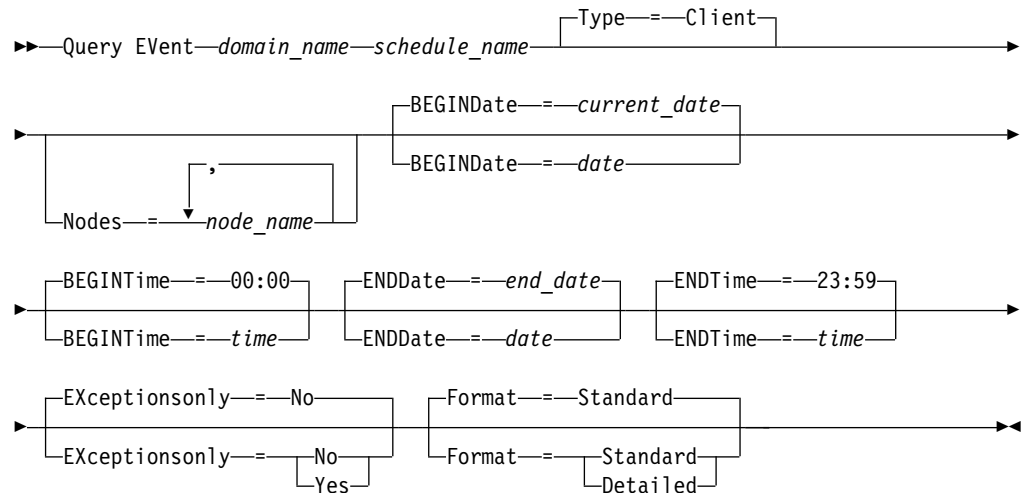 Type = Client
Query EVent domain_name schedule_name
BEGINDate = current_date
BEGINDate = date
,
Nodes = node_name
BEGINTime = 00:00 ENDDate = end_date ENDTime = 23:59
BEGINTime = time ENDDate = date ENDTime = time
EXceptionsonly = No Format = Standard
EXceptionsonly = No Format = Standard
Yes Detailed